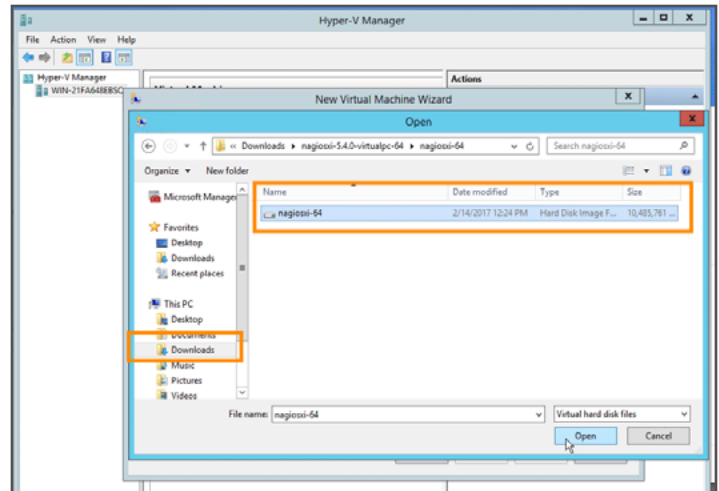 Hyper-V Manager
File Action View Help
Hyper-V Manager
Actions
New Virtual Machine Wizard
Open
« Downloads ▸ nagiosxi-5.4.0-virtualpc-64 ▸ nagiosxi-64
Search nagiosxi-64
Organize ▾ New folder
Microsoft Manager
Name Date modified Type Size
nagiosxi-64 2/14/2017 12:24 PM Hard Disk Image F... 10,485,761 ...
Favorites
Desktop
Downloads
Recent places
This PC
Desktop
Documents
Downloads
Music
Pictures
Videos
File name: nagiosxi-64
Virtual hard disk files
Open Cancel